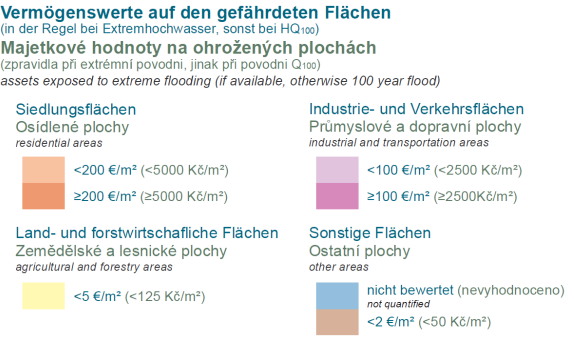 Vermögenswerte auf den gefährdeten Flächen
(in der Regel bei Extremhochwasser, sonst bei HQ₁₀₀)
Majetkové hodnoty na ohrožených plochách
(zpravidla při extrémní povodni, jinak při povodni Q₁₀₀)
assets exposed to extreme flooding (if available, otherwise 100 year flood)
Siedlungsflächen
Osídlené plochy
residential areas
<200 €/m² (<5000 Kč/m²)
≥200 €/m² (≥5000 Kč/m²)
Industrie- und Verkehrsflächen
Průmyslové a dopravní plochy
industrial and transportation areas
<100 €/m² (<2500 Kč/m²)
≥100 €/m² (≥2500Kč/m²)
Land- und forstwirtschafliche Flächen
Zemědělské a lesnické plochy
agricultural and forestry areas
<5 €/m² (<125 Kč/m²)
Sonstige Flächen
Ostatní plochy
other areas
nicht bewertet (nevyhodnoceno)
not quantified
<2 €/m² (<50 Kč/m²)